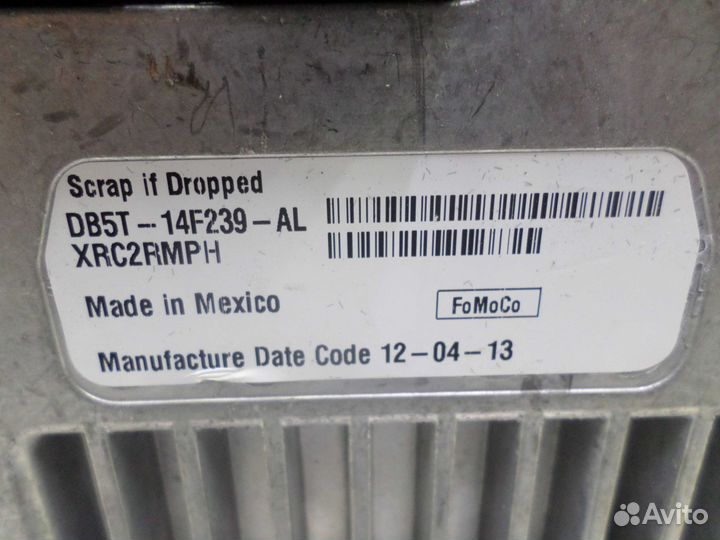 Scrap if Dropped
DB5T-14F239-AL
XRC2RMPH
Made in Mexico
FoMoCo
Manufacture Date Code 12-04-13
Avito